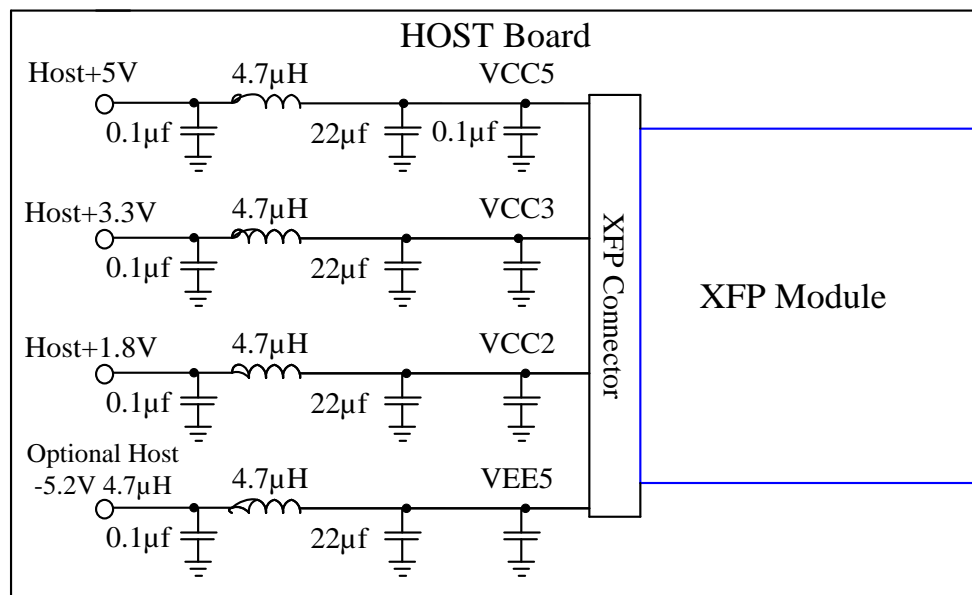 HOST Board
Host+5V
4.7µH
VCC5
0.1µf
22µf
0.1µf
Host+3.3V
4.7µH
VCC3
0.1µf
22µf
Host+1.8V
4.7µH
VCC2
0.1µf
22µf
Optional Host
-5.2V 4.7µH
4.7µH
VEE5
0.1µf
22µf
XFP Connector
XFP Module